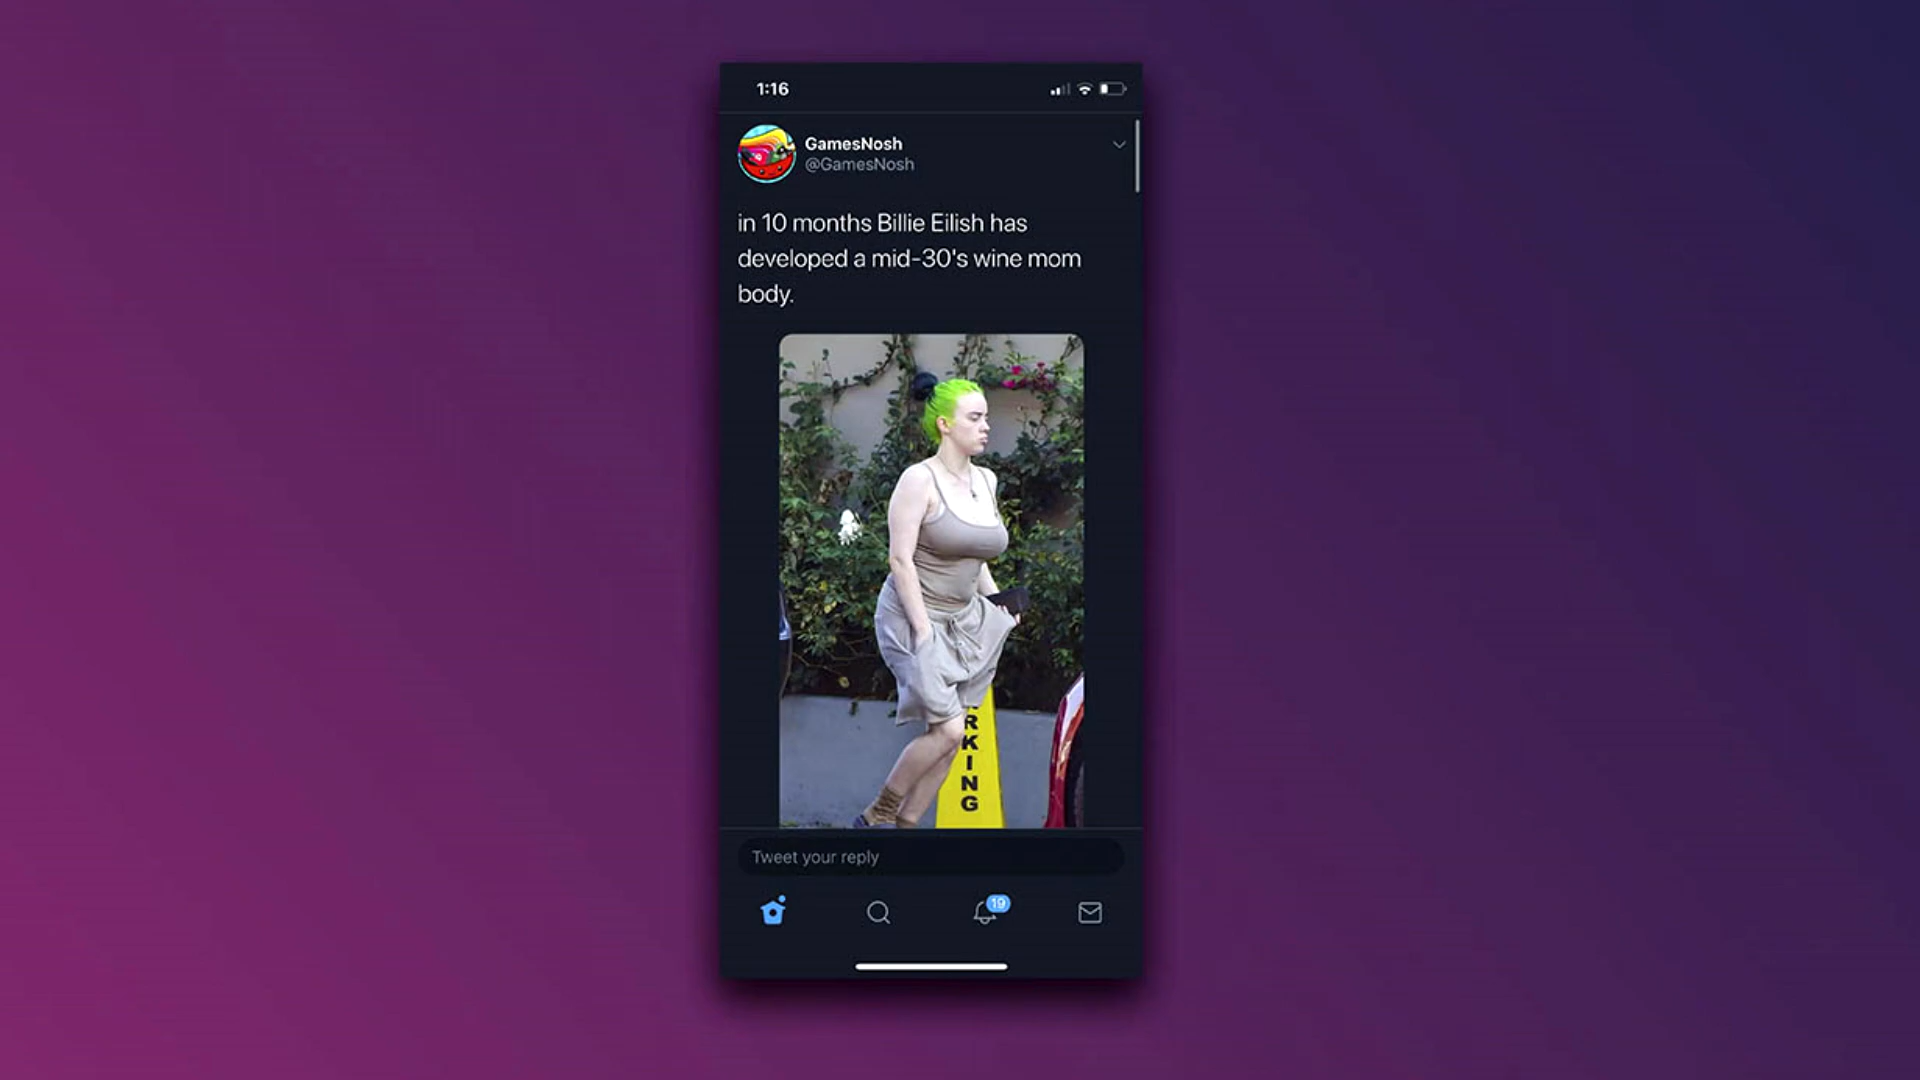 1:16
GamesNosh
@GamesNosh
in 10 months Billie Eilish has
developed a mid-30's wine mom
body.
RKING
Tweet your reply
19